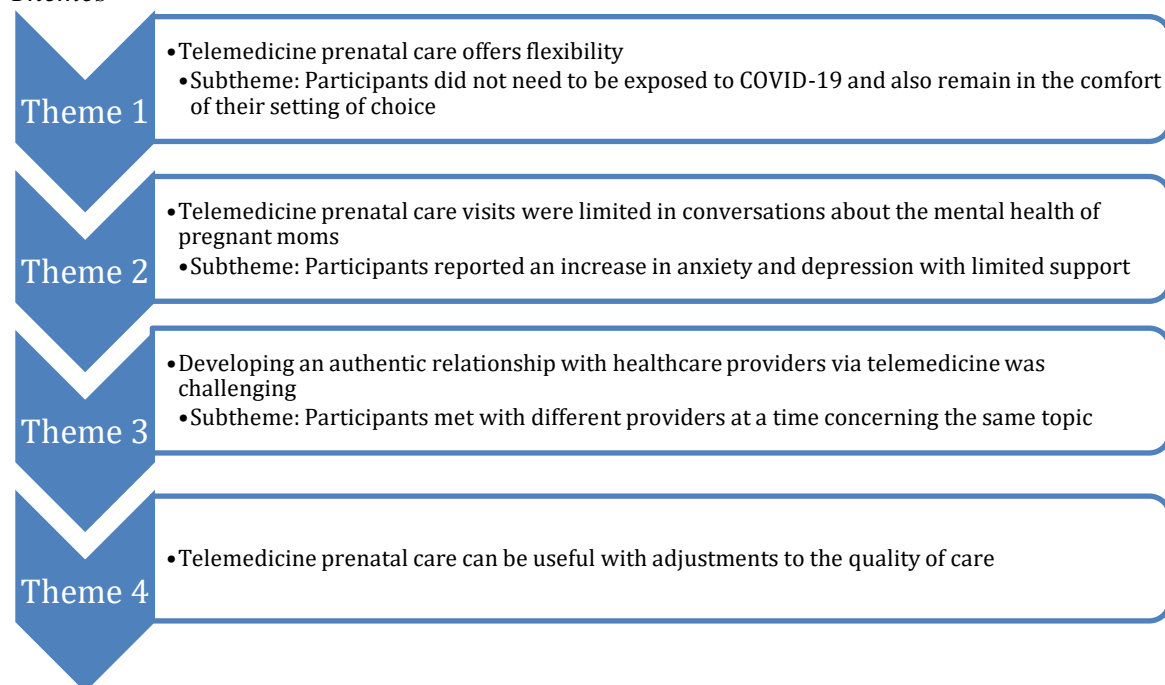 Themes
Theme 1
•Telemedicine prenatal care offers flexibility
•Subtheme: Participants did not need to be exposed to COVID-19 and also remain in the comfort
of their setting of choice
Theme 2
•Telemedicine prenatal care visits were limited in conversations about the mental health of
pregnant moms
•Subtheme: Participants reported an increase in anxiety and depression with limited support
Theme 3
•Developing an authentic relationship with healthcare providers via telemedicine was
challenging
•Subtheme: Participants met with different providers at a time concerning the same topic
Theme 4
•Telemedicine prenatal care can be useful with adjustments to the quality of care